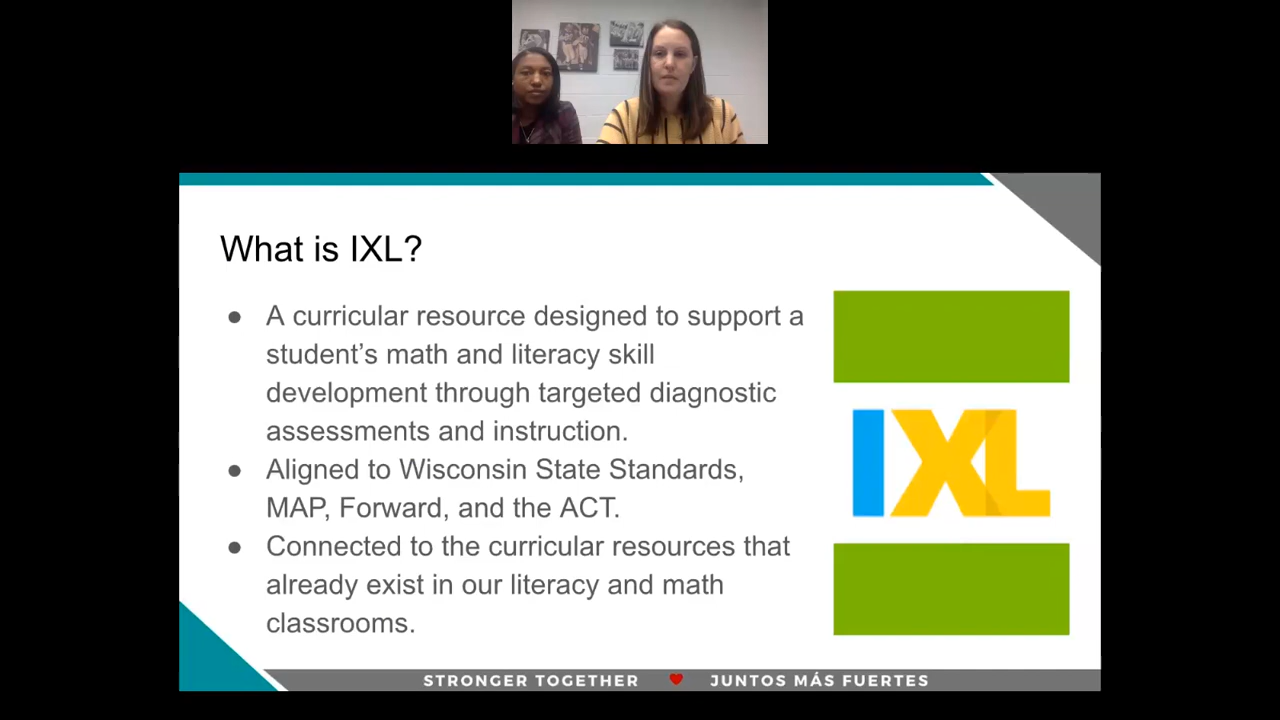 What is IXL?
● A curricular resource designed to support a
student’s math and literacy skill
development through targeted diagnostic
assessments and instruction.
● Aligned to Wisconsin State Standards,
MAP, Forward, and the ACT.
● Connected to the curricular resources that
already exist in our literacy and math
classrooms.
IXL
STRONGER TOGETHER ♥ JUNTOS MÁS FUERTES